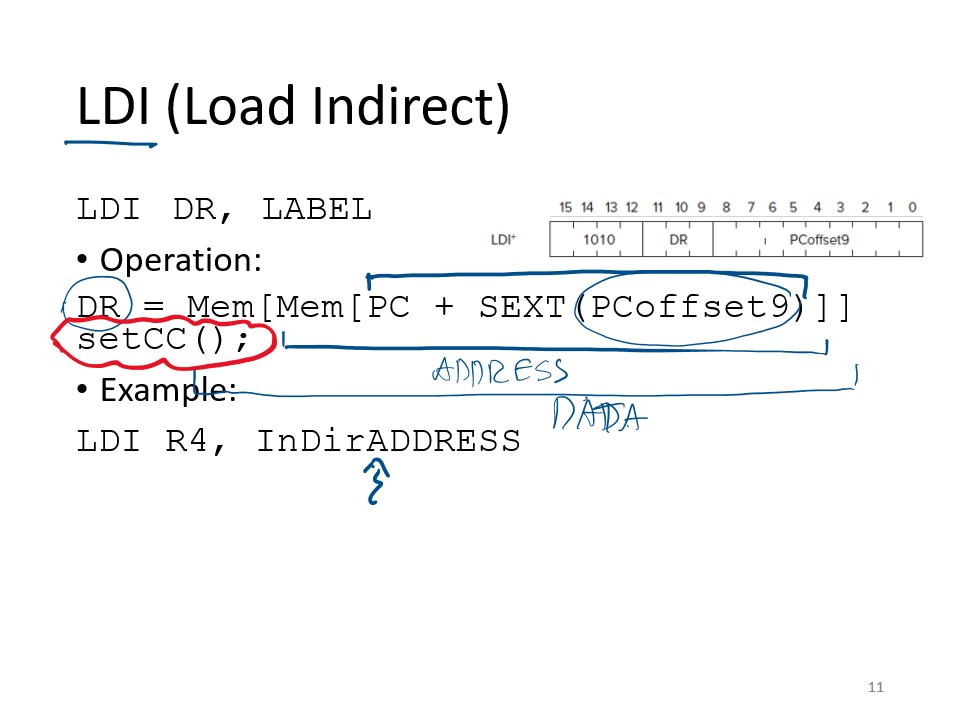 LDI (Load Indirect)
LDI DR, LABEL
15 14 13 12 11 10 9 8 7 6 5 4 3 2 1 0
LDI+ 1010 DR PCoffset9
• Operation:
DR = Mem[Mem[PC + SEXT(PCoffset9)]]
setCC();
ADDRESS
• Example:
DATA
LDI R4, InDirADDRESS
11